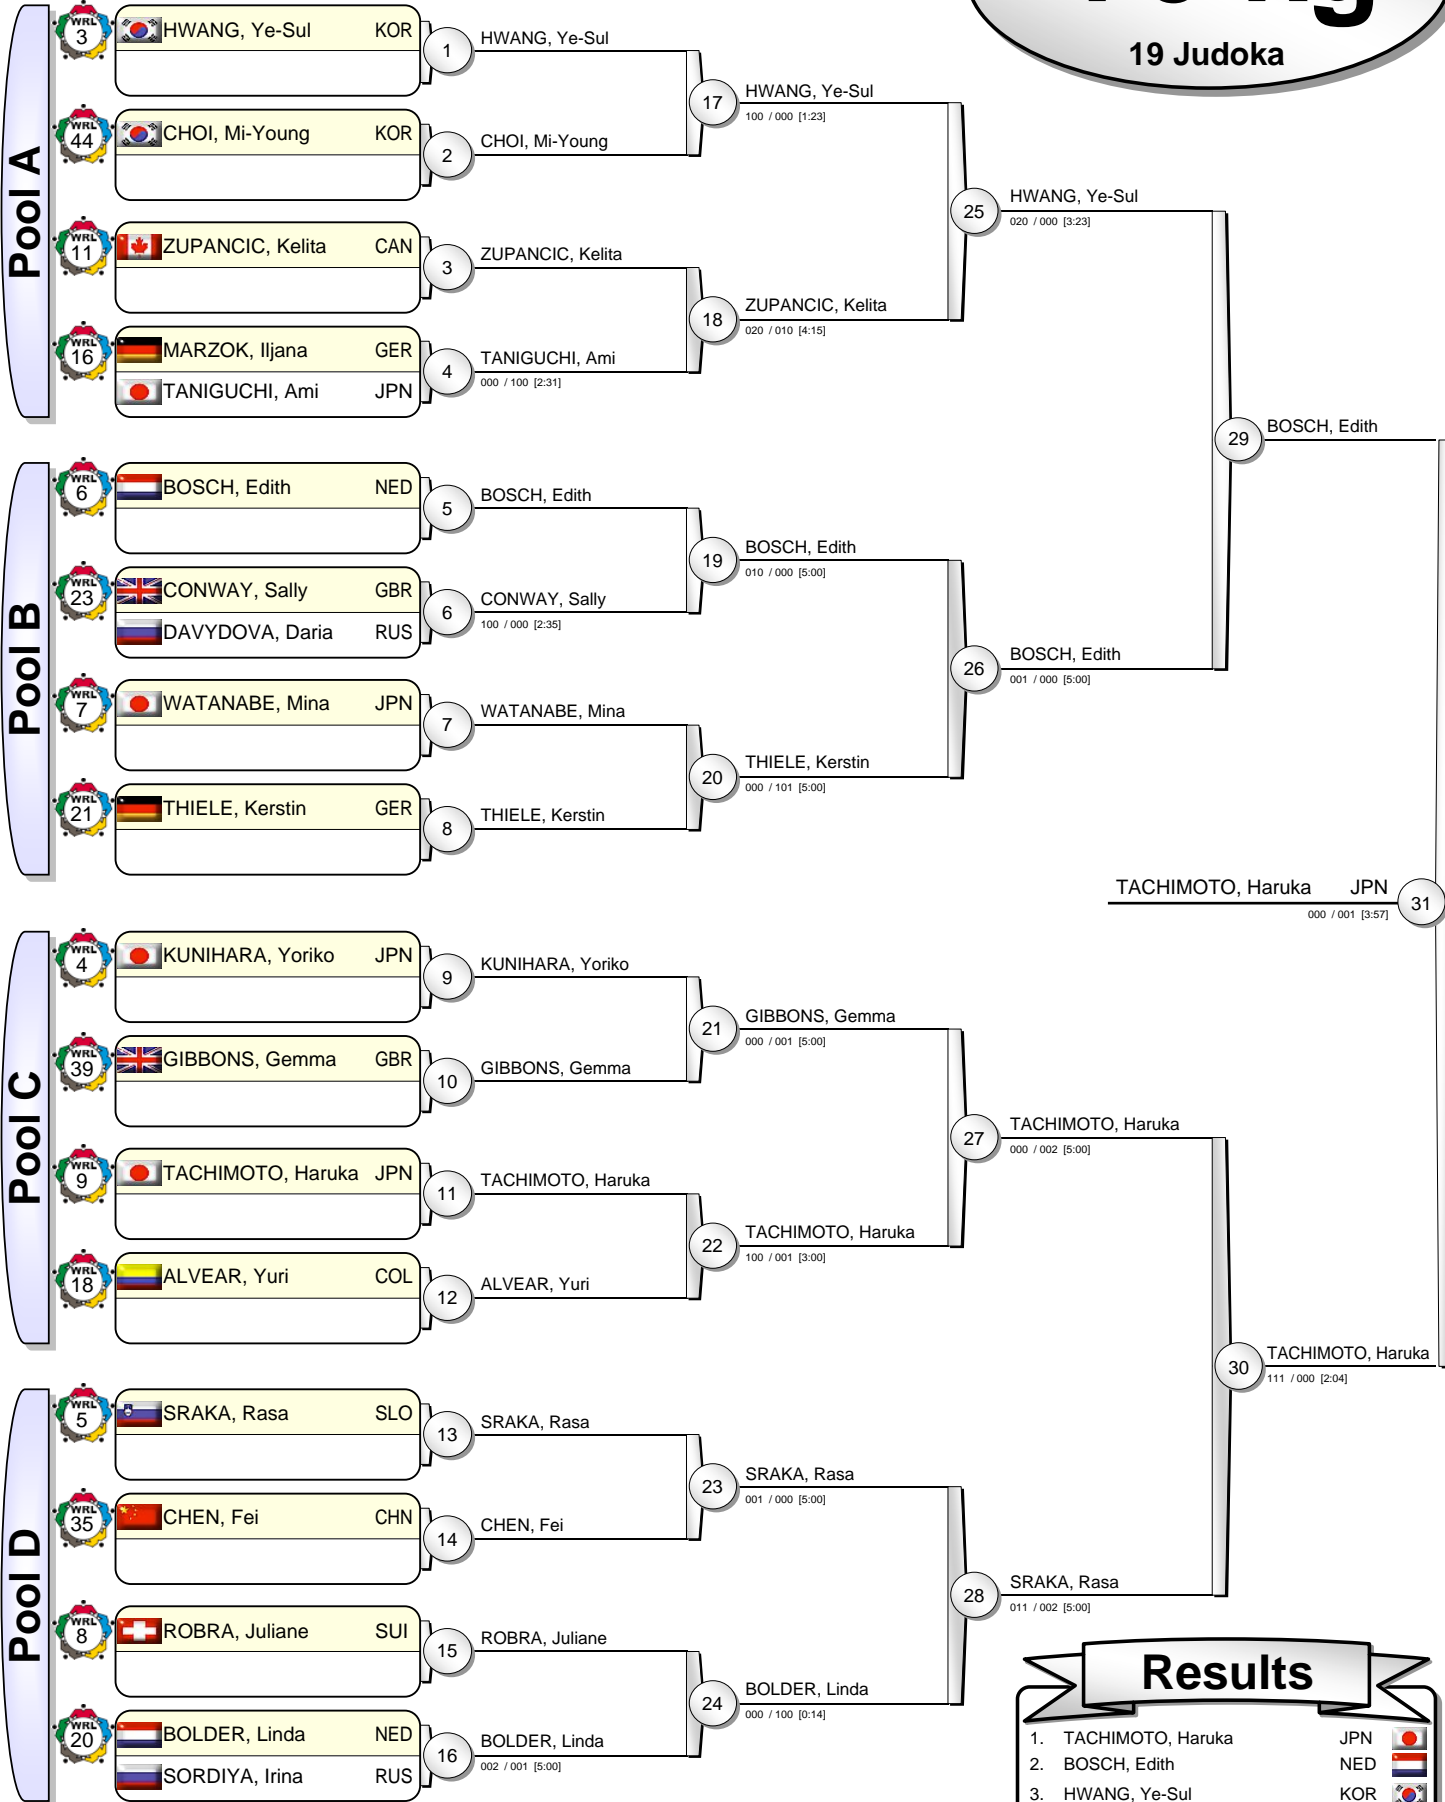 19 Judoka
Pool A
WRL 3 HWANG, Ye-Sul KOR
WRL 44 CHOI, Mi-Young KOR
WRL 11 ZUPANCIC, Kelita CAN
WRL 16 MARZOK, Iljana GER
TANIGUCHI, Ami JPN
1 HWANG, Ye-Sul
2 CHOI, Mi-Young
3 ZUPANCIC, Kelita
4 TANIGUCHI, Ami
000 / 100 [2:31]
17 HWANG, Ye-Sul
100 / 000 [1:23]
18 ZUPANCIC, Kelita
020 / 010 [4:15]
25 HWANG, Ye-Sul
020 / 000 [3:23]
Pool B
WRL 6 BOSCH, Edith NED
WRL 23 CONWAY, Sally GBR
DAVYDOVA, Daria RUS
WRL 7 WATANABE, Mina JPN
WRL 21 THIELE, Kerstin GER
5 BOSCH, Edith
6 CONWAY, Sally
100 / 000 [2:35]
7 WATANABE, Mina
8 THIELE, Kerstin
19 BOSCH, Edith
010 / 000 [5:00]
20 THIELE, Kerstin
000 / 101 [5:00]
26 BOSCH, Edith
001 / 000 [5:00]
29 BOSCH, Edith
TACHIMOTO, Haruka JPN 31
000 / 001 [3:57]
Pool C
WRL 4 KUNIHARA, Yoriko JPN
WRL 39 GIBBONS, Gemma GBR
WRL 9 TACHIMOTO, Haruka JPN
WRL 18 ALVEAR, Yuri COL
9 KUNIHARA, Yoriko
10 GIBBONS, Gemma
11 TACHIMOTO, Haruka
12 ALVEAR, Yuri
21 GIBBONS, Gemma
000 / 001 [5:00]
22 TACHIMOTO, Haruka
100 / 001 [3:00]
27 TACHIMOTO, Haruka
000 / 002 [5:00]
Pool D
WRL 5 SRAKA, Rasa SLO
WRL 35 CHEN, Fei CHN
WRL 8 ROBRA, Juliane SUI
WRL 20 BOLDER, Linda NED
SORDIYA, Irina RUS
13 SRAKA, Rasa
14 CHEN, Fei
15 ROBRA, Juliane
16 BOLDER, Linda
002 / 001 [5:00]
23 SRAKA, Rasa
001 / 000 [5:00]
24 BOLDER, Linda
000 / 100 [0:14]
28 SRAKA, Rasa
011 / 002 [5:00]
30 TACHIMOTO, Haruka
111 / 000 [2:04]
Results
1. TACHIMOTO, Haruka JPN
2. BOSCH, Edith NED
3. HWANG, Ye-Sul KOR